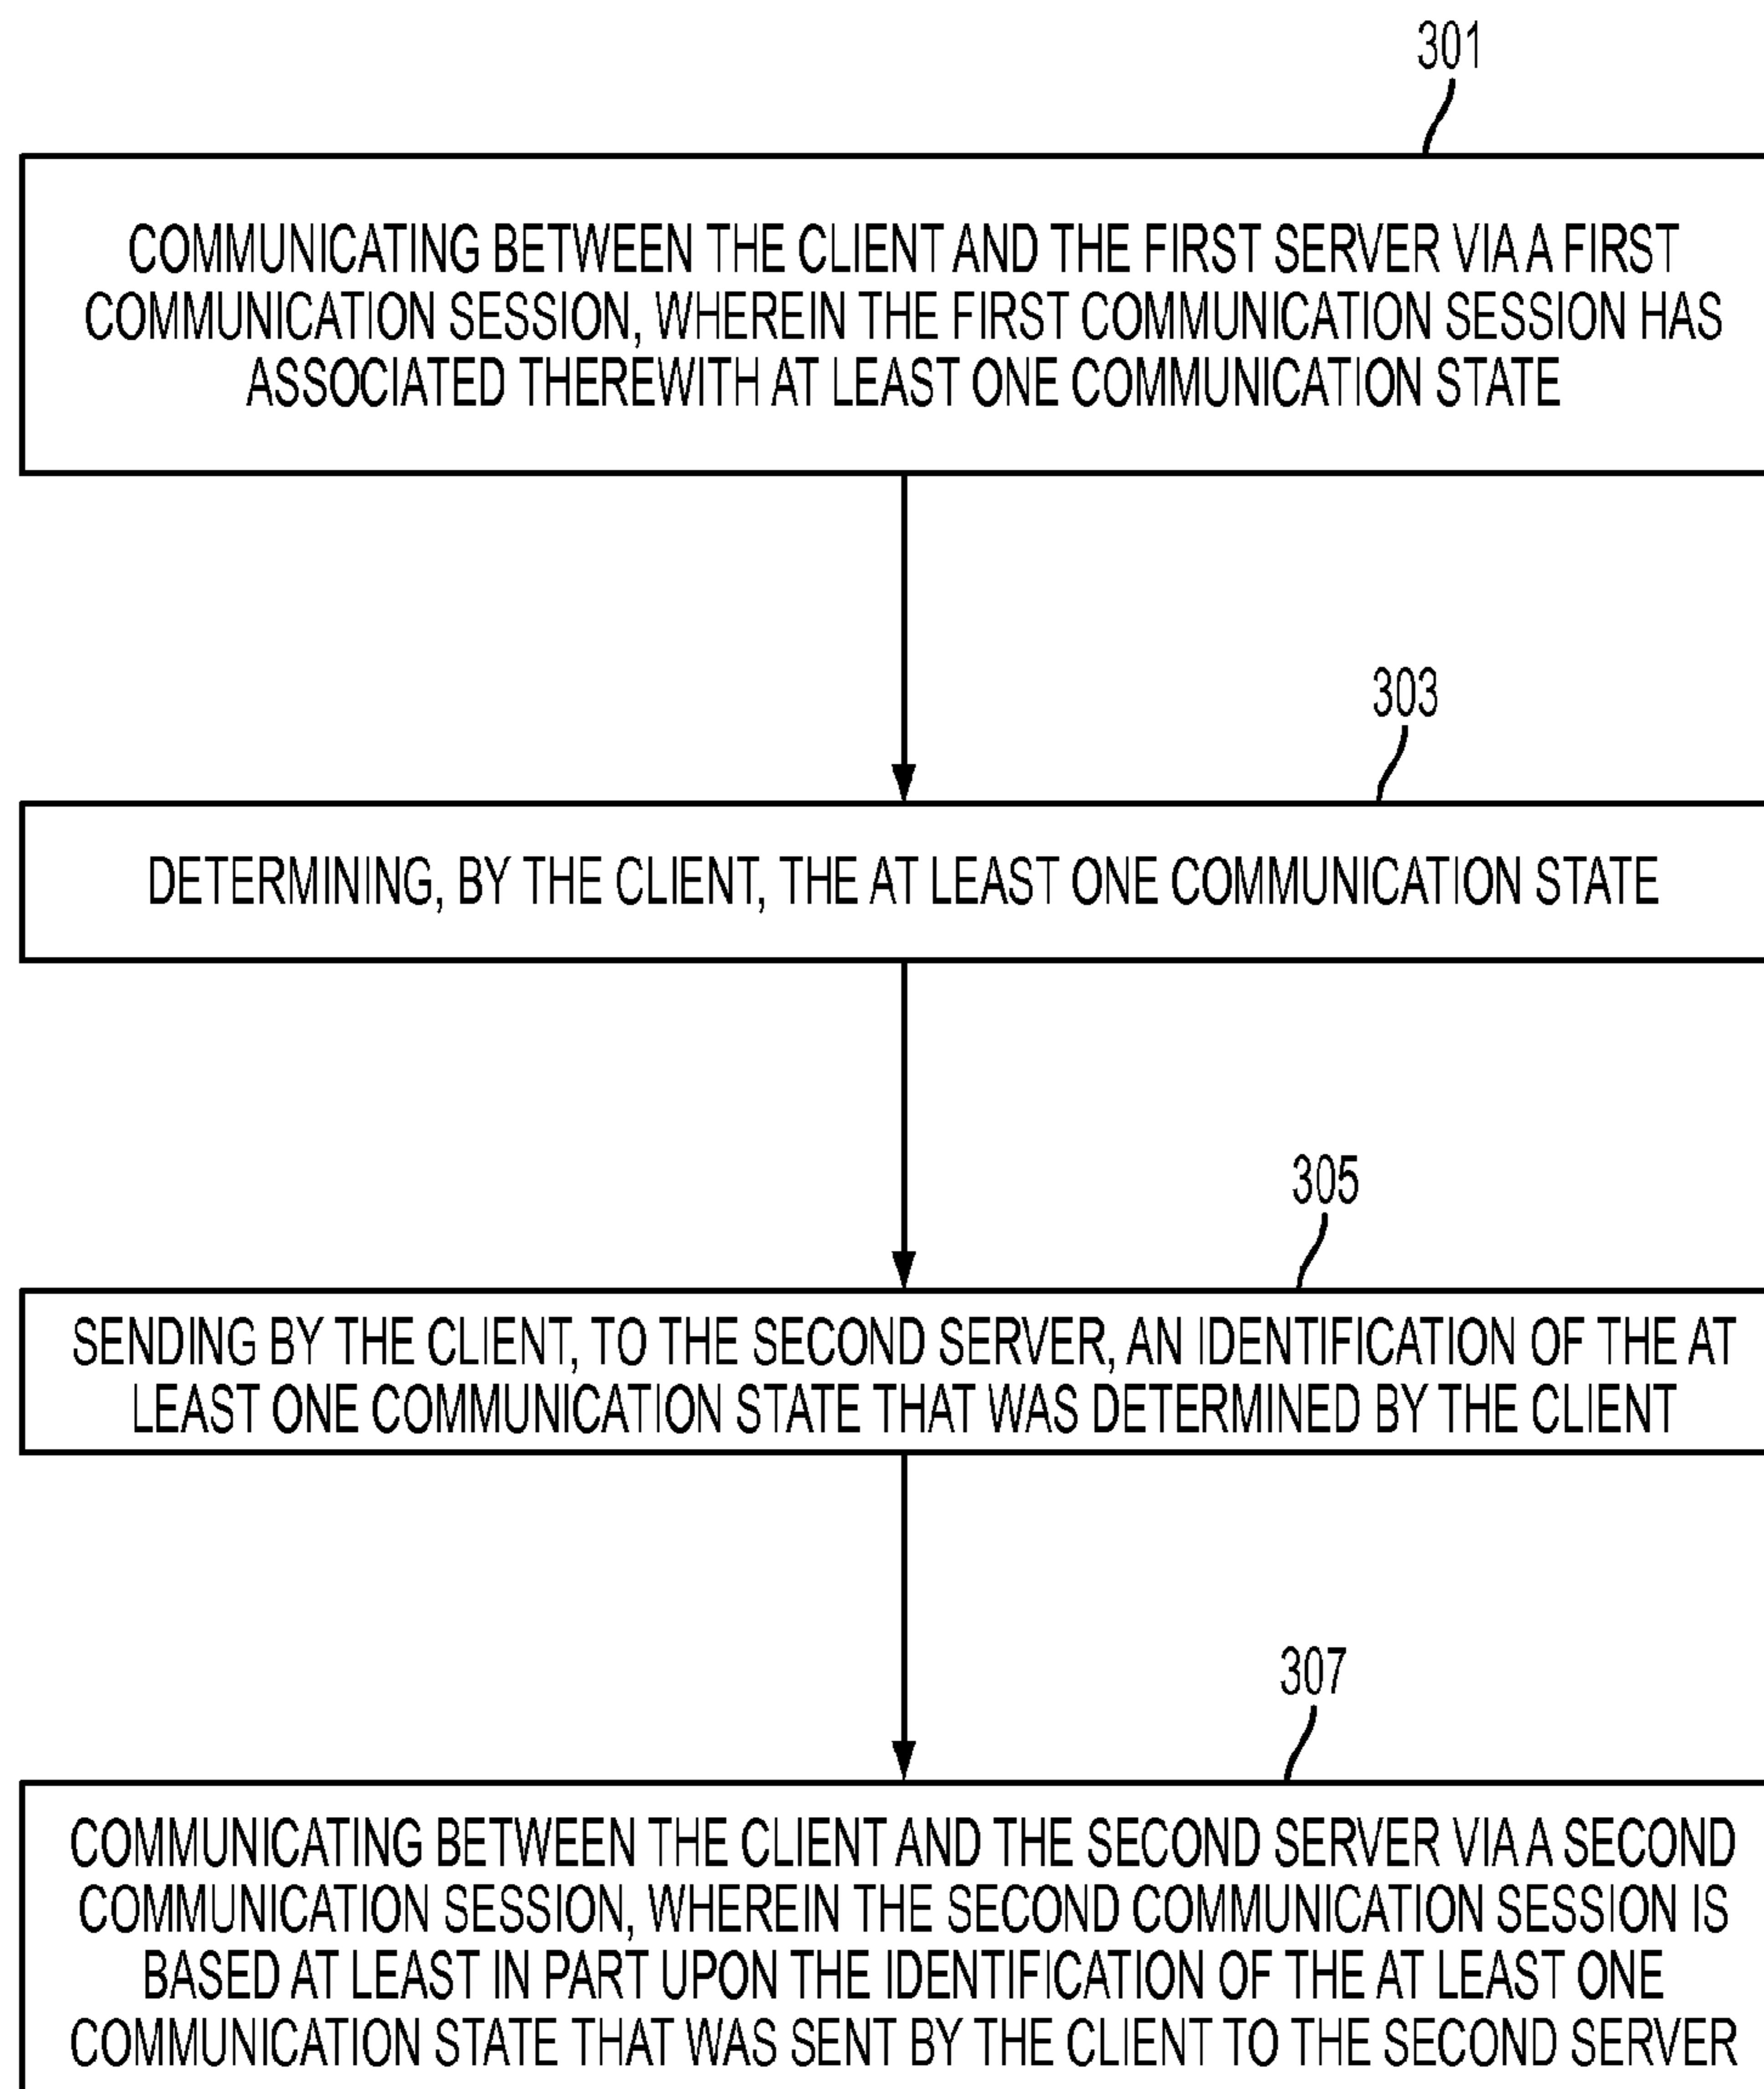 301
COMMUNICATING BETWEEN THE CLIENT AND THE FIRST SERVER VIA A FIRST
COMMUNICATION SESSION, WHEREIN THE FIRST COMMUNICATION SESSION HAS
ASSOCIATED THEREWITH AT LEAST ONE COMMUNICATION STATE
303
DETERMINING, BY THE CLIENT, THE AT LEAST ONE COMMUNICATION STATE
305
SENDING BY THE CLIENT, TO THE SECOND SERVER, AN IDENTIFICATION OF THE AT
LEAST ONE COMMUNICATION STATE THAT WAS DETERMINED BY THE CLIENT
307
COMMUNICATING BETWEEN THE CLIENT AND THE SECOND SERVER VIA A SECOND
COMMUNICATION SESSION, WHEREIN THE SECOND COMMUNICATION SESSION IS
BASED AT LEAST IN PART UPON THE IDENTIFICATION OF THE AT LEAST ONE
COMMUNICATION STATE THAT WAS SENT BY THE CLIENT TO THE SECOND SERVER